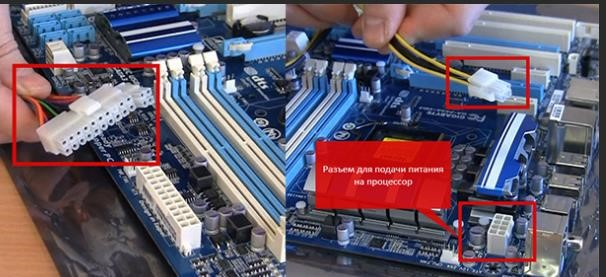 Разъем для подачи питания
на процессор